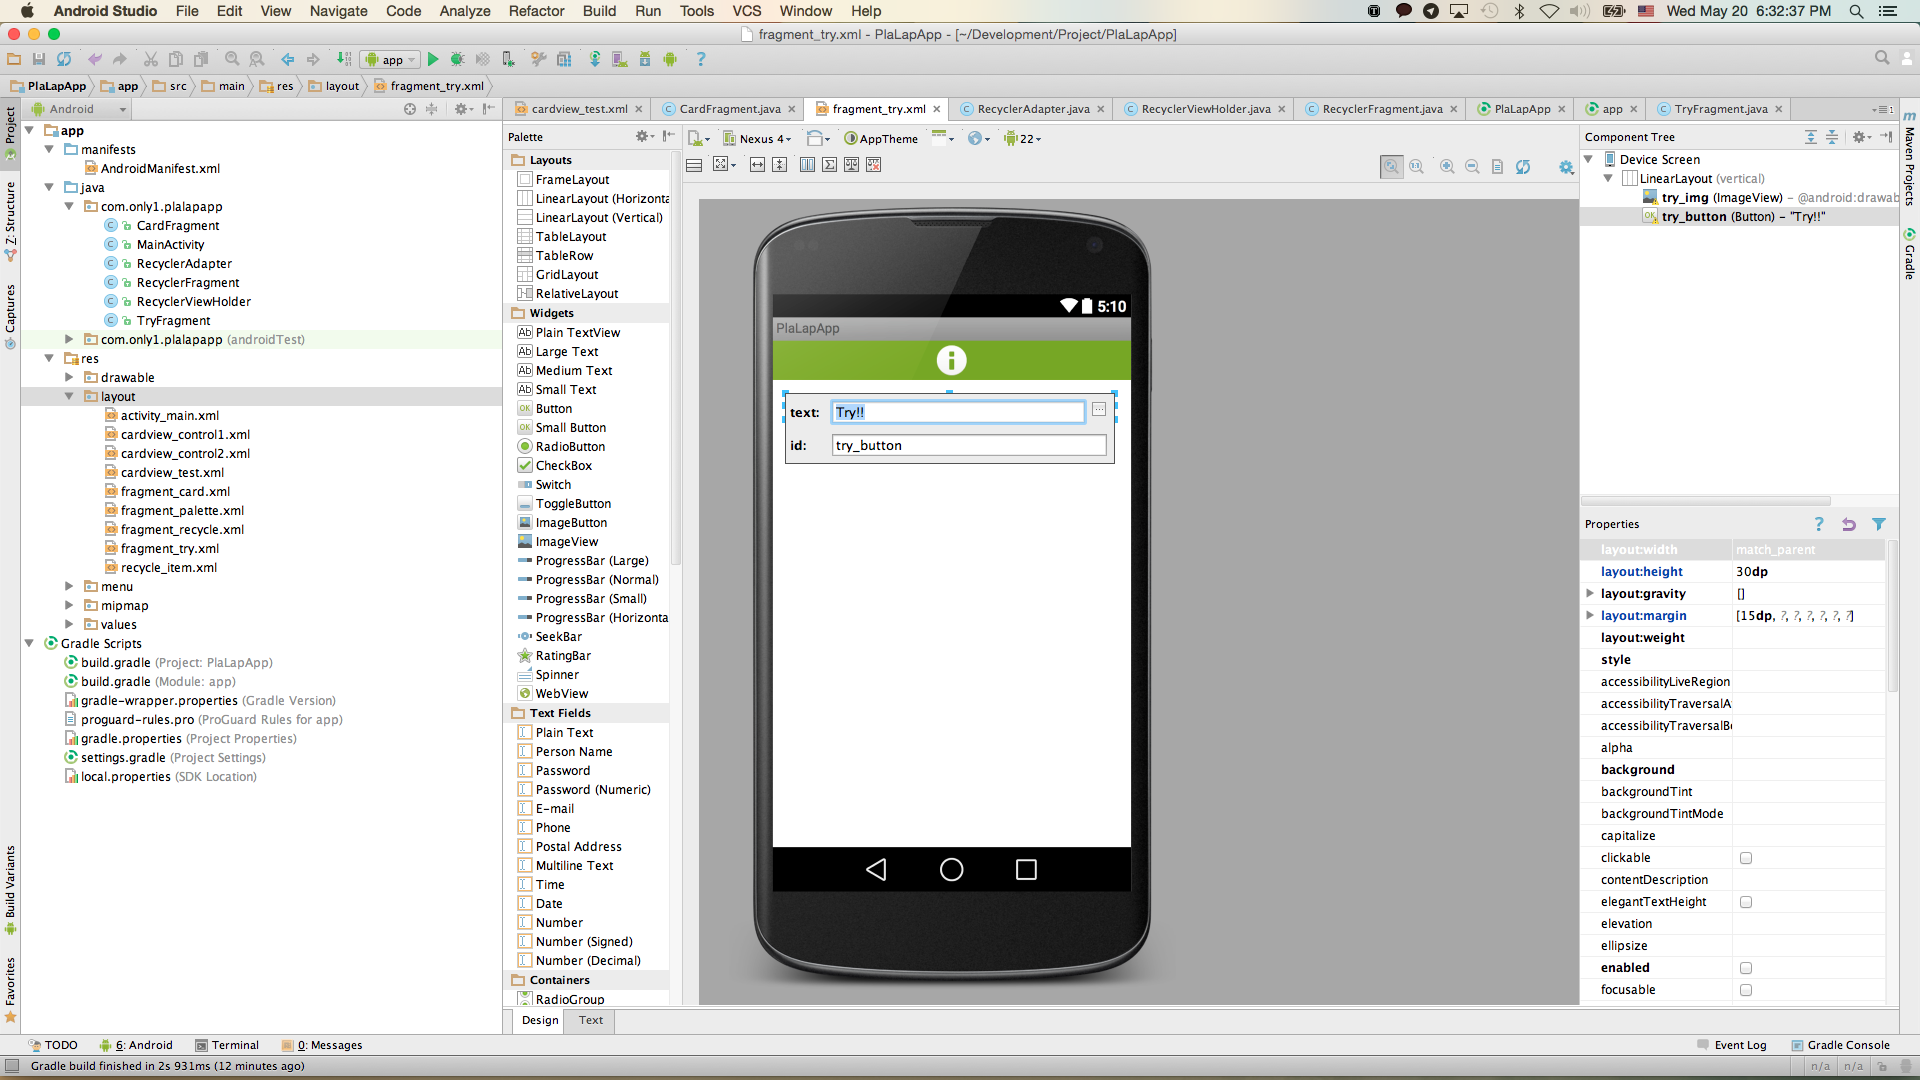 Android Studio File Edit View Navigate Code Analyze Refactor Build Run Tools VCS Window Help Wed May 20 6:32:37 PM
fragment_try.xml - PlaLapApp - [~/Development/Project/PlaLapApp]
app
PlaLapApp app src main res layout fragment_try.xml
Android
cardview_test.xml CardFragment.java fragment_try.xml RecyclerAdapter.java RecyclerViewHolder.java RecyclerFragment.java PlaLapApp app TryFragment.java
Project
Z: Structure
Captures
Build Variants
Favorites
app
manifests
AndroidManifest.xml
java
com.only1.plalapapp
CardFragment
MainActivity
RecyclerAdapter
RecyclerFragment
RecyclerViewHolder
TryFragment
com.only1.plalapapp (androidTest)
res
drawable
layout
activity_main.xml
cardview_control1.xml
cardview_control2.xml
cardview_test.xml
fragment_card.xml
fragment_palette.xml
fragment_recycle.xml
fragment_try.xml
recycle_item.xml
menu
mipmap
values
Gradle Scripts
build.gradle (Project: PlaLapApp)
build.gradle (Module: app)
gradle-wrapper.properties (Gradle Version)
proguard-rules.pro (ProGuard Rules for app)
gradle.properties (Project Properties)
settings.gradle (Project Settings)
local.properties (SDK Location)
Palette
Layouts
FrameLayout
LinearLayout (Horizonta
LinearLayout (Vertical)
TableLayout
TableRow
GridLayout
RelativeLayout
Widgets
Ab Plain TextView
Ab Large Text
Ab Medium Text
Ab Small Text
OK Button
OK Small Button
RadioButton
CheckBox
Switch
ToggleButton
ImageButton
ImageView
ProgressBar (Large)
ProgressBar (Normal)
ProgressBar (Small)
ProgressBar (Horizonta
SeekBar
RatingBar
Spinner
WebView
Text Fields
Plain Text
Person Name
Password
Password (Numeric)
E-mail
Phone
Postal Address
Multiline Text
Time
Date
Number
Number (Signed)
Number (Decimal)
Containers
RadioGroup
Design Text
Nexus 4 AppTheme 22
5:10
PlaLapApp
text: Try!!
id: try_button
Component Tree
Device Screen
LinearLayout (vertical)
try_img (ImageView) - @android:drawab
OK try_button (Button) - "Try!!"
Properties
layout:width match_parent
layout:height 30dp
layout:gravity []
layout:margin [15dp, ?, ?, ?, ?, ?, ?]
layout:weight
style
accessibilityLiveRegion
accessibilityTraversalA
accessibilityTraversalB
alpha
background
backgroundTint
backgroundTintMode
capitalize
clickable
contentDescription
elegantTextHeight
elevation
ellipsize
enabled
focusable
m Maven Projects
Gradle
TODO 6: Android Terminal 0: Messages Event Log Gradle Console
Gradle build finished in 2s 931ms (12 minutes ago) n/a n/a